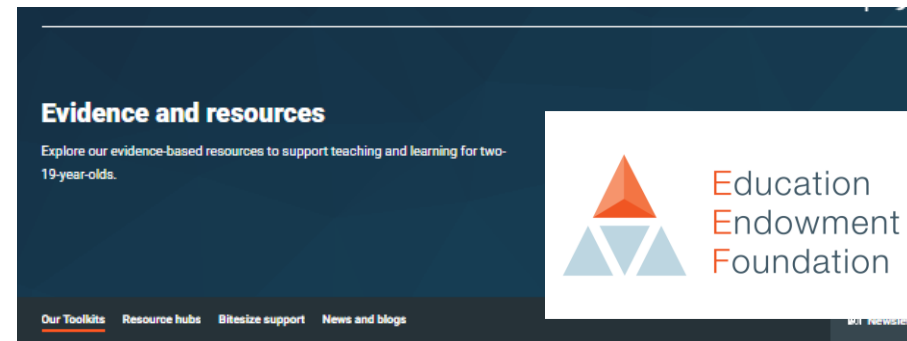 Evidence and resources
Explore our evidence-based resources to support teaching and learning for two-
19-year-olds.
Education
Endowment
Foundation
Our Toolkits Resource hubs Bitesize support News and blogs